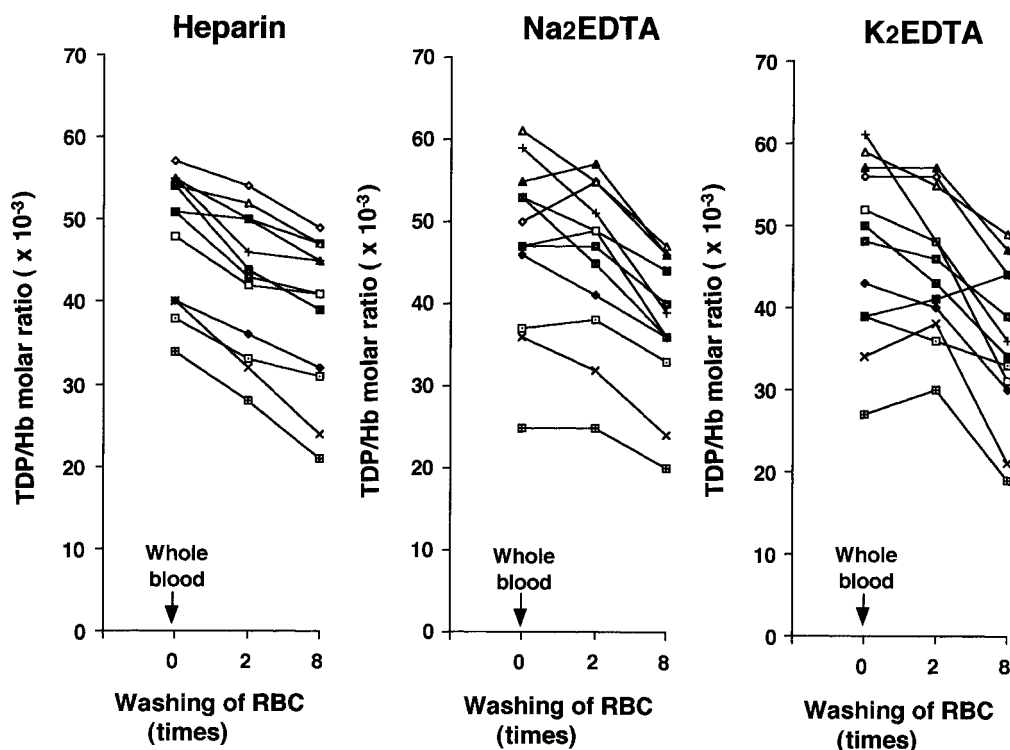 Heparin
70
60
50
40
30
20
10
0
TDP/Hb molar ratio ( x 10-3)
Whole
blood
0 2 8
Washing of RBC
(times)
Na2EDTA
70
60
50
40
30
20
10
0
TDP/Hb molar ratio ( x 10-3)
Whole
blood
0 2 8
Washing of RBC
(times)
K2EDTA
70
60
50
40
30
20
10
0
TDP/Hb molar ratio ( x 10-3)
Whole
blood
0 2 8
Washing of RBC
(times)